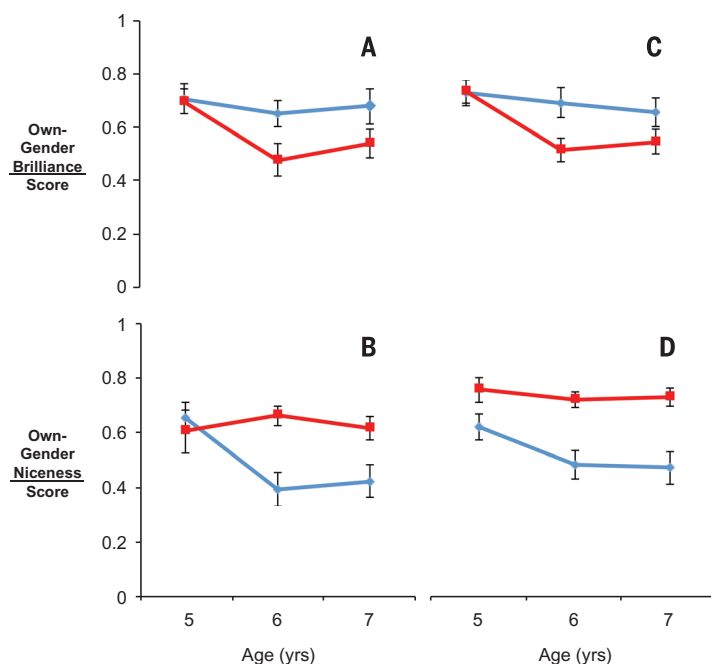 1
0.8
0.6
0.4
0.2
0
Own-
Gender
Brilliance
Score
A
C
1
0.8
0.6
0.4
0.2
0
Own-
Gender
Niceness
Score
B
D
5 6 7
5 6 7
Age (yrs)
Age (yrs)